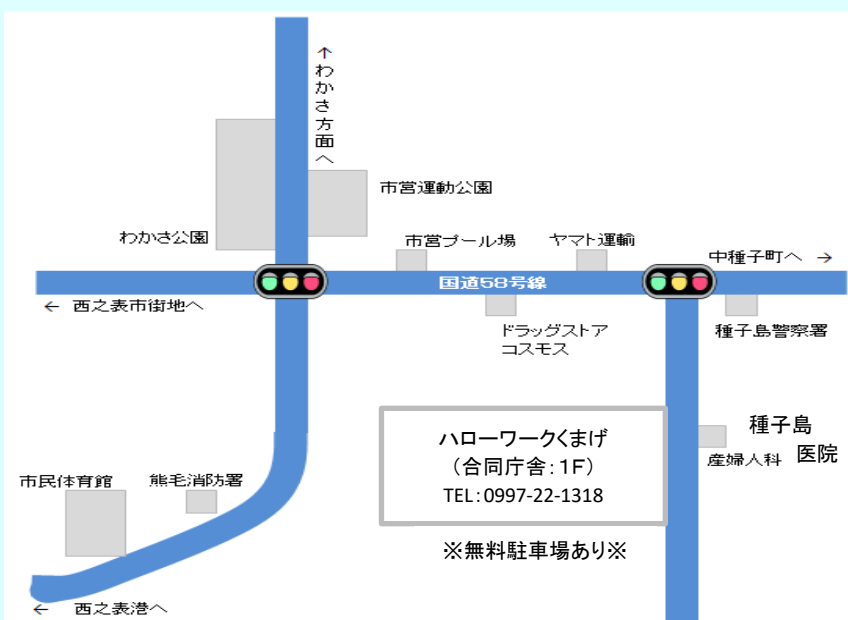 ↑わかさ方面へ
市営運動公園
わかさ公園
市営プール場
ヤマト運輸
中種子町へ →
国道58号線
← 西之表市街地へ
ドラッグストア
コスモス
種子島警察署
ハローワークくまげ
（合同庁舎：１Ｆ）
TEL：0997-22-1318
種子島
産婦人科 医院
市民体育館
熊毛消防署
※無料駐車場あり※
← 西之表港へ